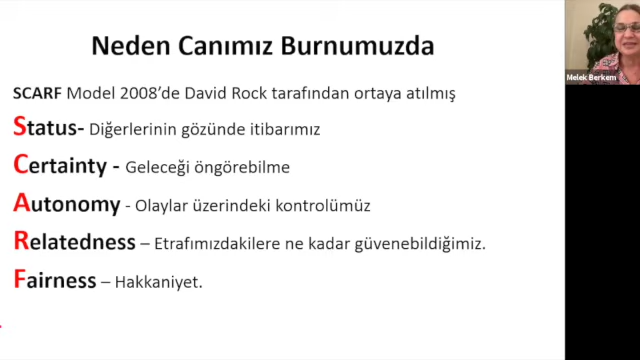 Neden Canımız Burnumuzda
SCARF Model 2008’de David Rock tarafından ortaya atılmış
Status- Diğerlerinin gözünde itibarımız
Certainty - Geleceği öngörebilme
Autonomy - Olaylar üzerindeki kontrolümüz
Relatedness – Etrafımızdakilere ne kadar güvenebildiğimiz.
Fairness – Hakkaniyet.
Melek Berkem